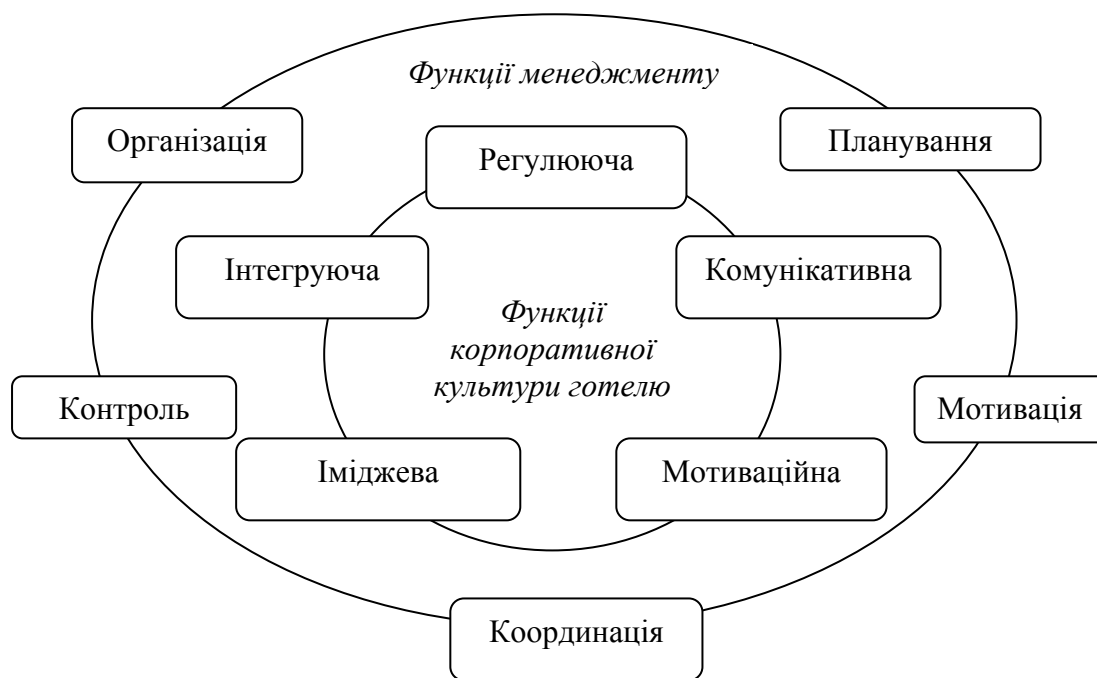 Функції менеджменту
Організація
Планування
Регулююча
Інтегруюча
Комунікативна
Функції
корпоративної
культури готелю
Контроль
Мотивація
Іміджева
Мотиваційна
Координація